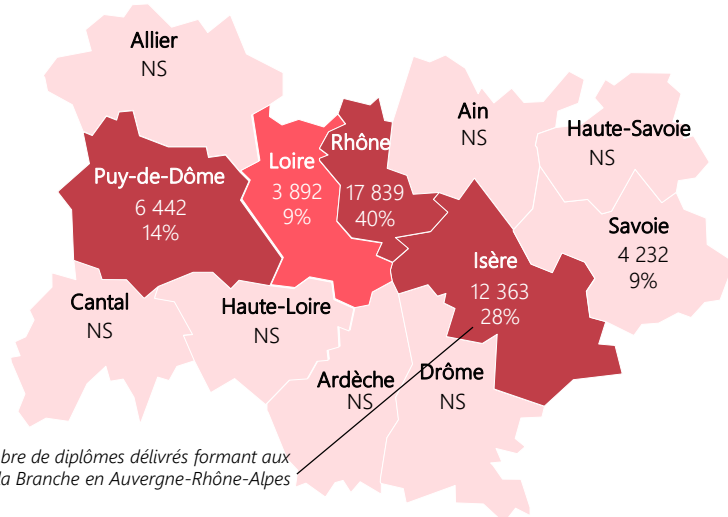 Allier
NS
Ain
NS
Haute-Savoie
NS
Rhône
17 839
40%
Loire
3 892
9%
Puy-de-Dôme
6 442
14%
Savoie
4 232
9%
Isère
12 363
28%
Cantal
NS
Haute-Loire
NS
Ardèche
NS
Drôme
NS
bre de diplômes délivrés formant aux
la Branche en Auvergne-Rhône-Alpes